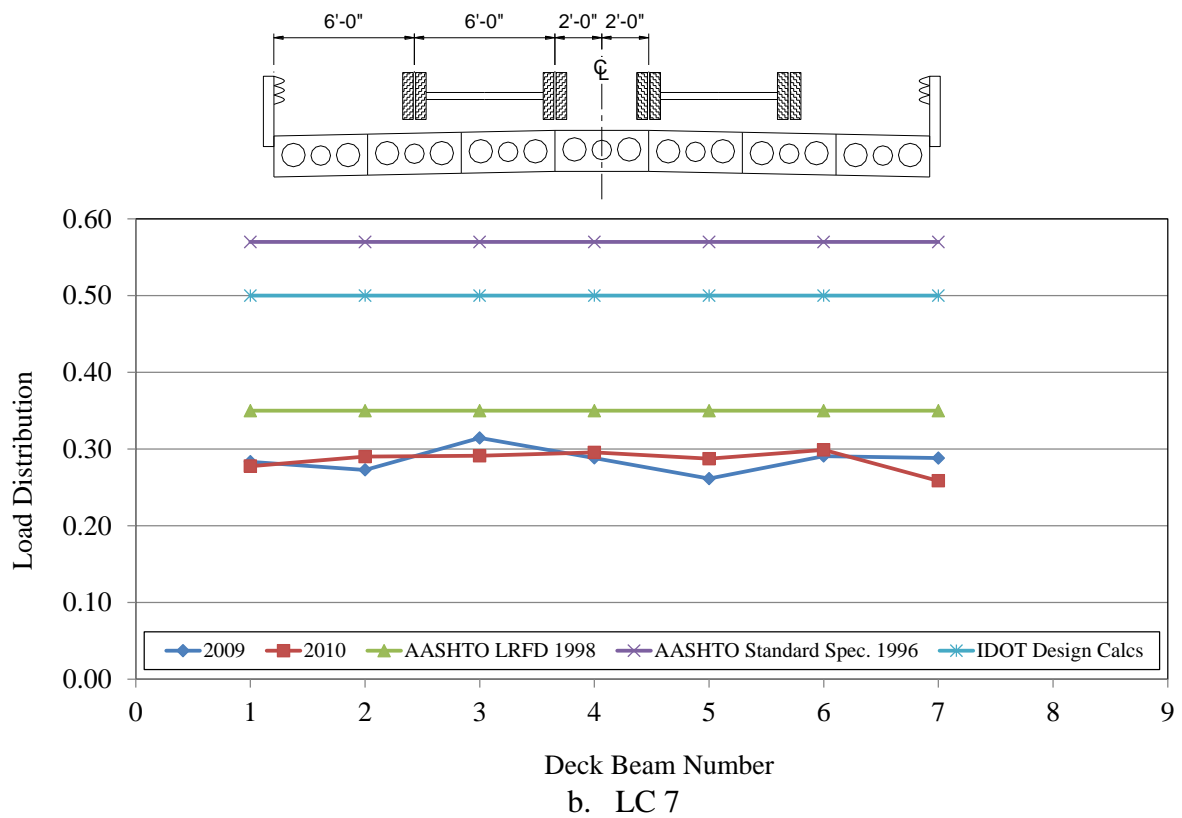 6'-0" 6'-0" 2'-0" 2'-0"
℄
0.60
0.50
0.40
0.30
0.20
0.10
0.00
Load Distribution
2009 2010 AASHTO LRFD 1998 AASHTO Standard Spec. 1996 IDOT Design Calcs
0 1 2 3 4 5 6 7 8 9
Deck Beam Number
b. LC 7